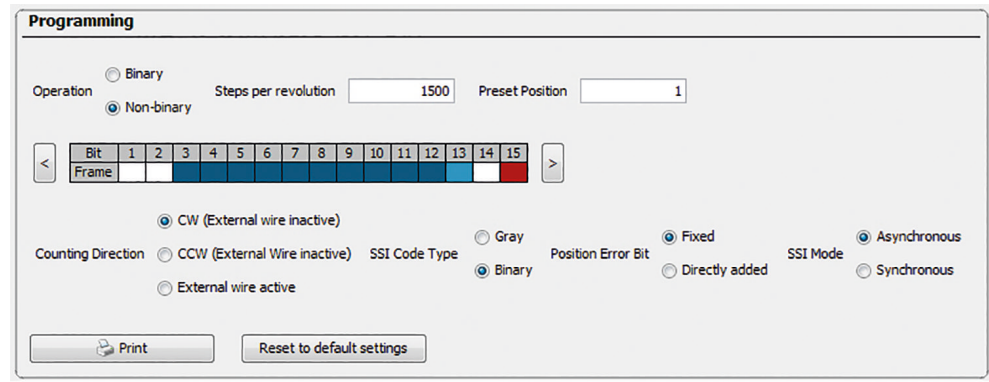 Programming
Binary
Operation Steps per revolution 1500 Preset Position 1
Non-binary
< Bit 1 2 3 4 5 6 7 8 9 10 11 12 13 14 15 >
Frame
CW (External wire inactive)
Gray Fixed Asynchronous
Counting Direction CCW (External Wire inactive) SSI Code Type Position Error Bit SSI Mode
Binary Directly added Synchronous
External wire active
Print Reset to default settings